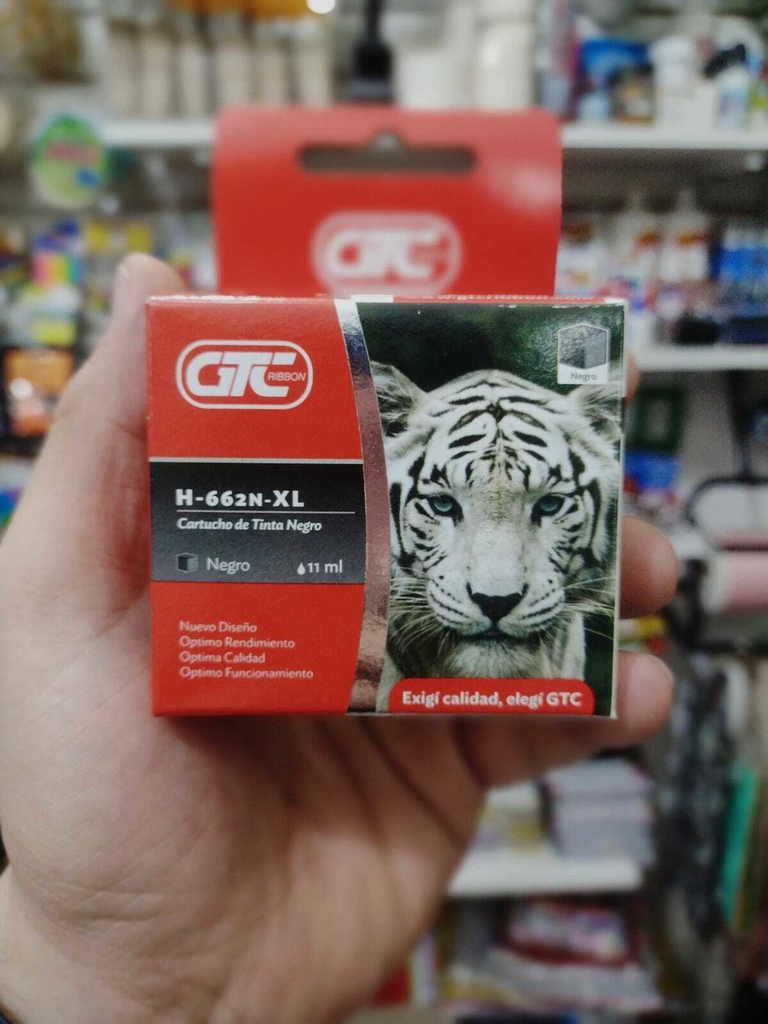 GTC
GTC RIBBON
Negro
H-662N-XL
Cartucho de Tinta Negro
Negro 11 ml
Nuevo Diseño
Optimo Rendimiento
Optima Calidad
Optimo Funcionamiento
Exigí calidad, elegí GTC